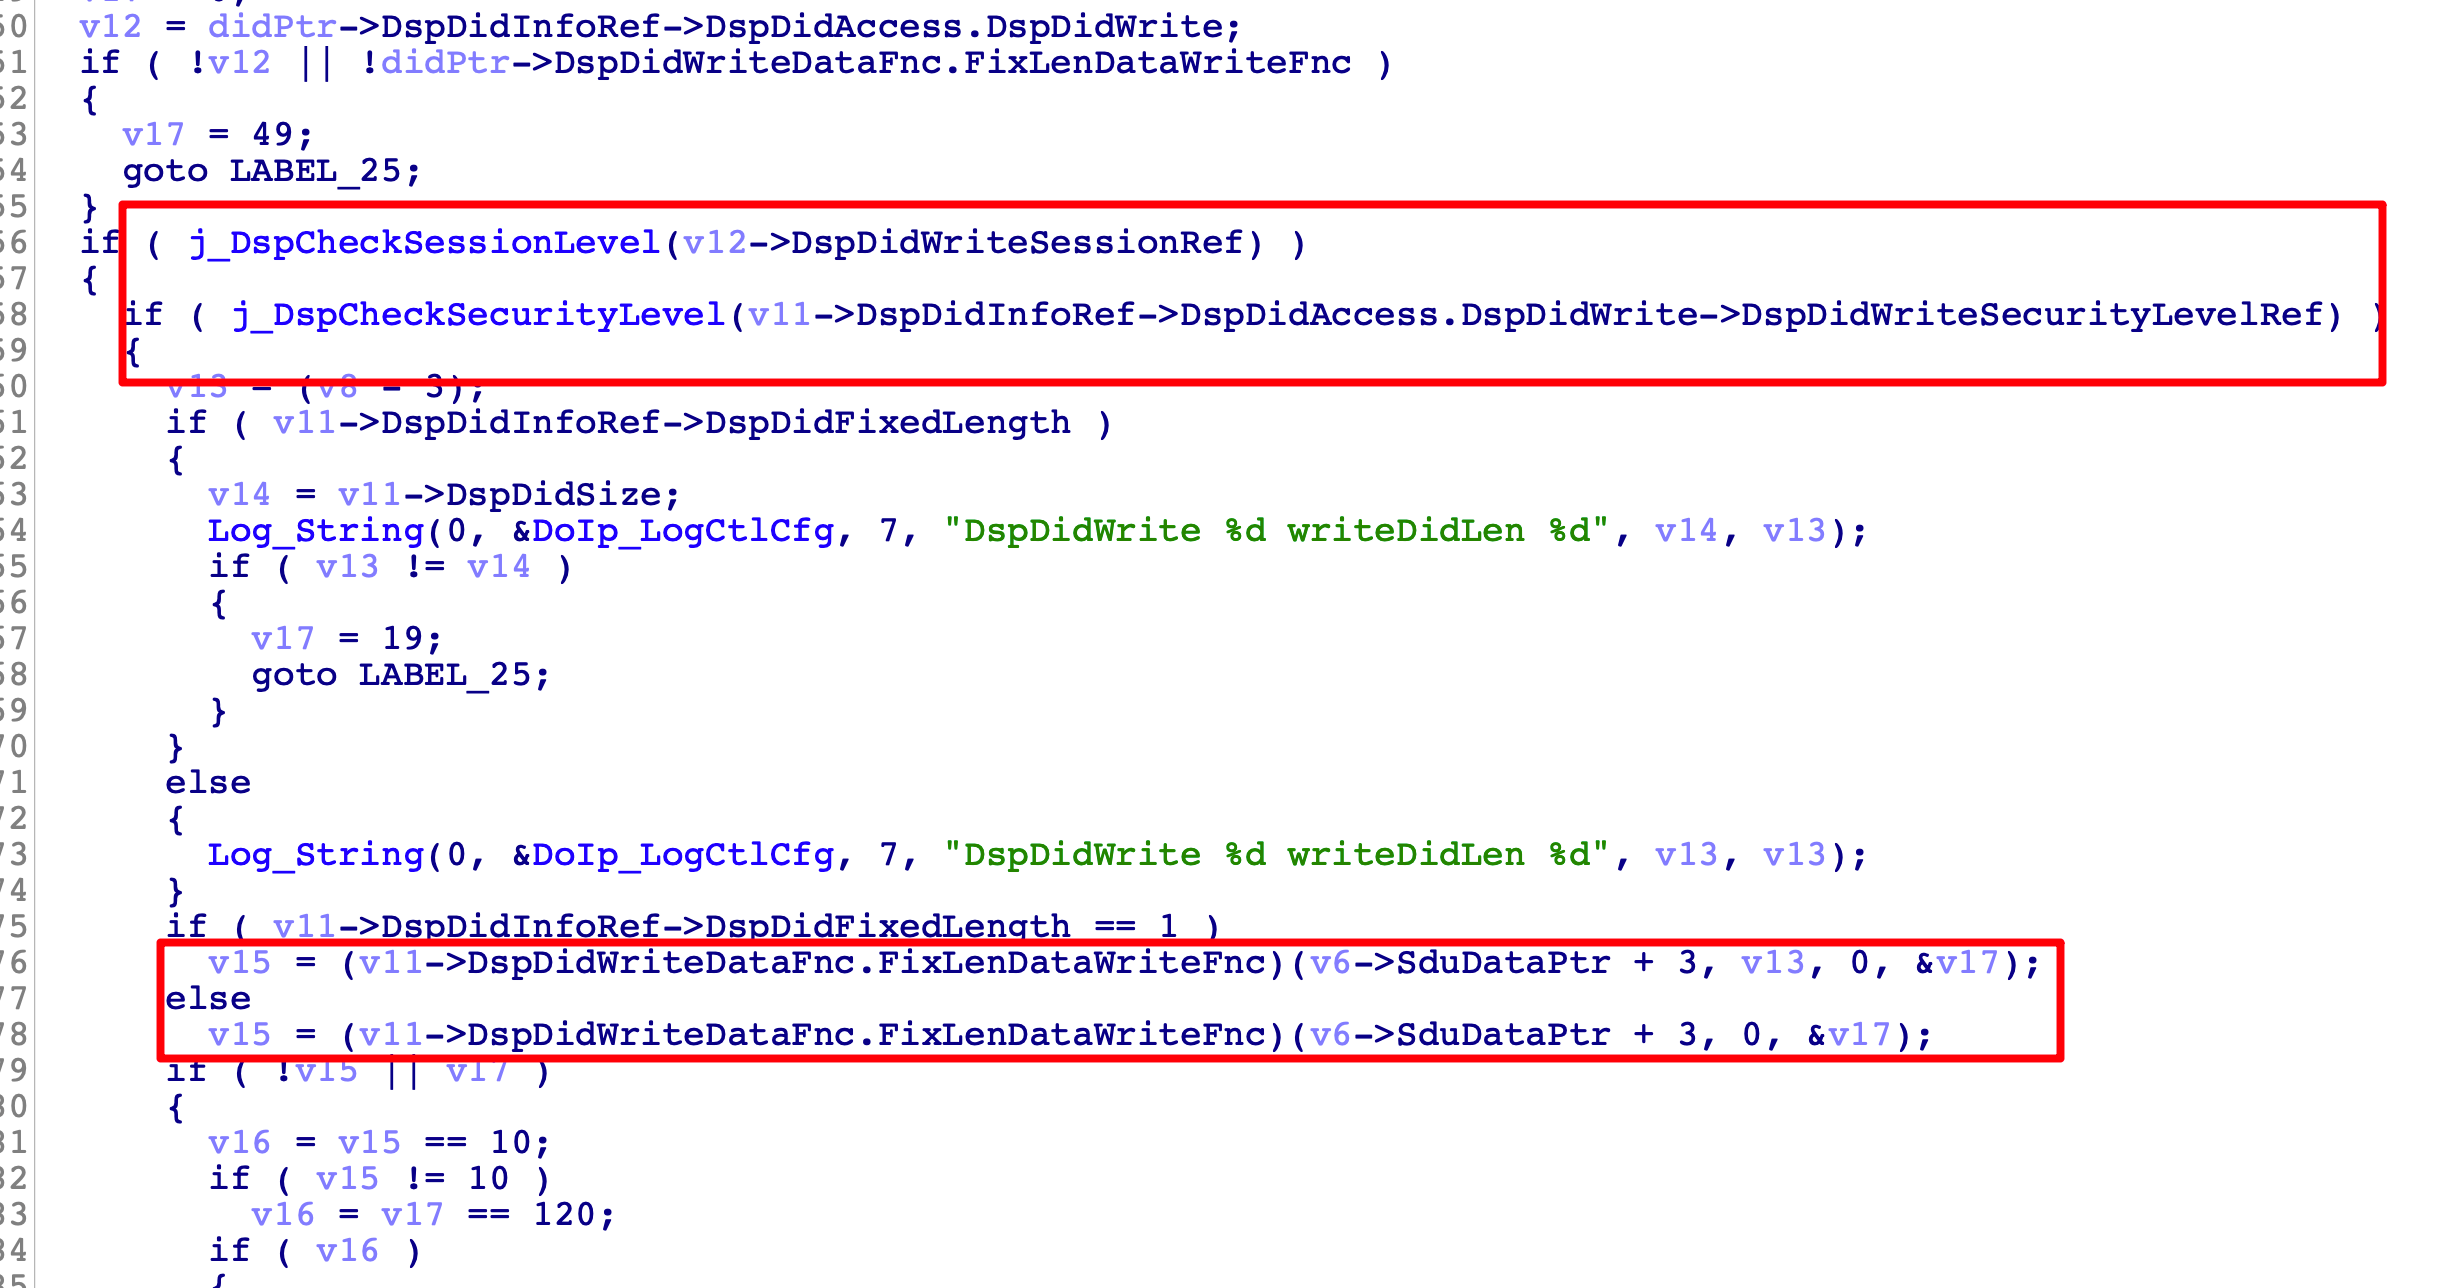 50 v12 = didPtr->DspDidInfoRef->DspDidAccess.DspDidWrite;
51 if ( !v12 || !didPtr->DspDidWriteDataFnc.FixLenDataWriteFnc )
52 {
53 v17 = 49;
54 goto LABEL_25;
55 }
56 if ( j_DspCheckSessionLevel(v12->DspDidWriteSessionRef) )
57 {
58 if ( j_DspCheckSecurityLevel(v11->DspDidInfoRef->DspDidAccess.DspDidWrite->DspDidWriteSecurityLevelRef) )
59 {
60 v13 = (v8 - 3);
61 if ( v11->DspDidInfoRef->DspDidFixedLength )
62 {
63 v14 = v11->DspDidSize;
64 Log_String(0, &DoIp_LogCtlCfg, 7, "DspDidWrite %d writeDidLen %d", v14, v13);
65 if ( v13 != v14 )
66 {
67 v17 = 19;
68 goto LABEL_25;
69 }
70 }
71 else
72 {
73 Log_String(0, &DoIp_LogCtlCfg, 7, "DspDidWrite %d writeDidLen %d", v13, v13);
74 }
75 if ( v11->DspDidInfoRef->DspDidFixedLength == 1 )
76 v15 = (v11->DspDidWriteDataFnc.FixLenDataWriteFnc)(v6->SduDataPtr + 3, v13, 0, &v17);
77 else
78 v15 = (v11->DspDidWriteDataFnc.FixLenDataWriteFnc)(v6->SduDataPtr + 3, 0, &v17);
79 if ( !v15 || v17 )
80 {
81 v16 = v15 == 10;
82 if ( v15 != 10 )
83 v16 = v17 == 120;
84 if ( v16 )
85 {